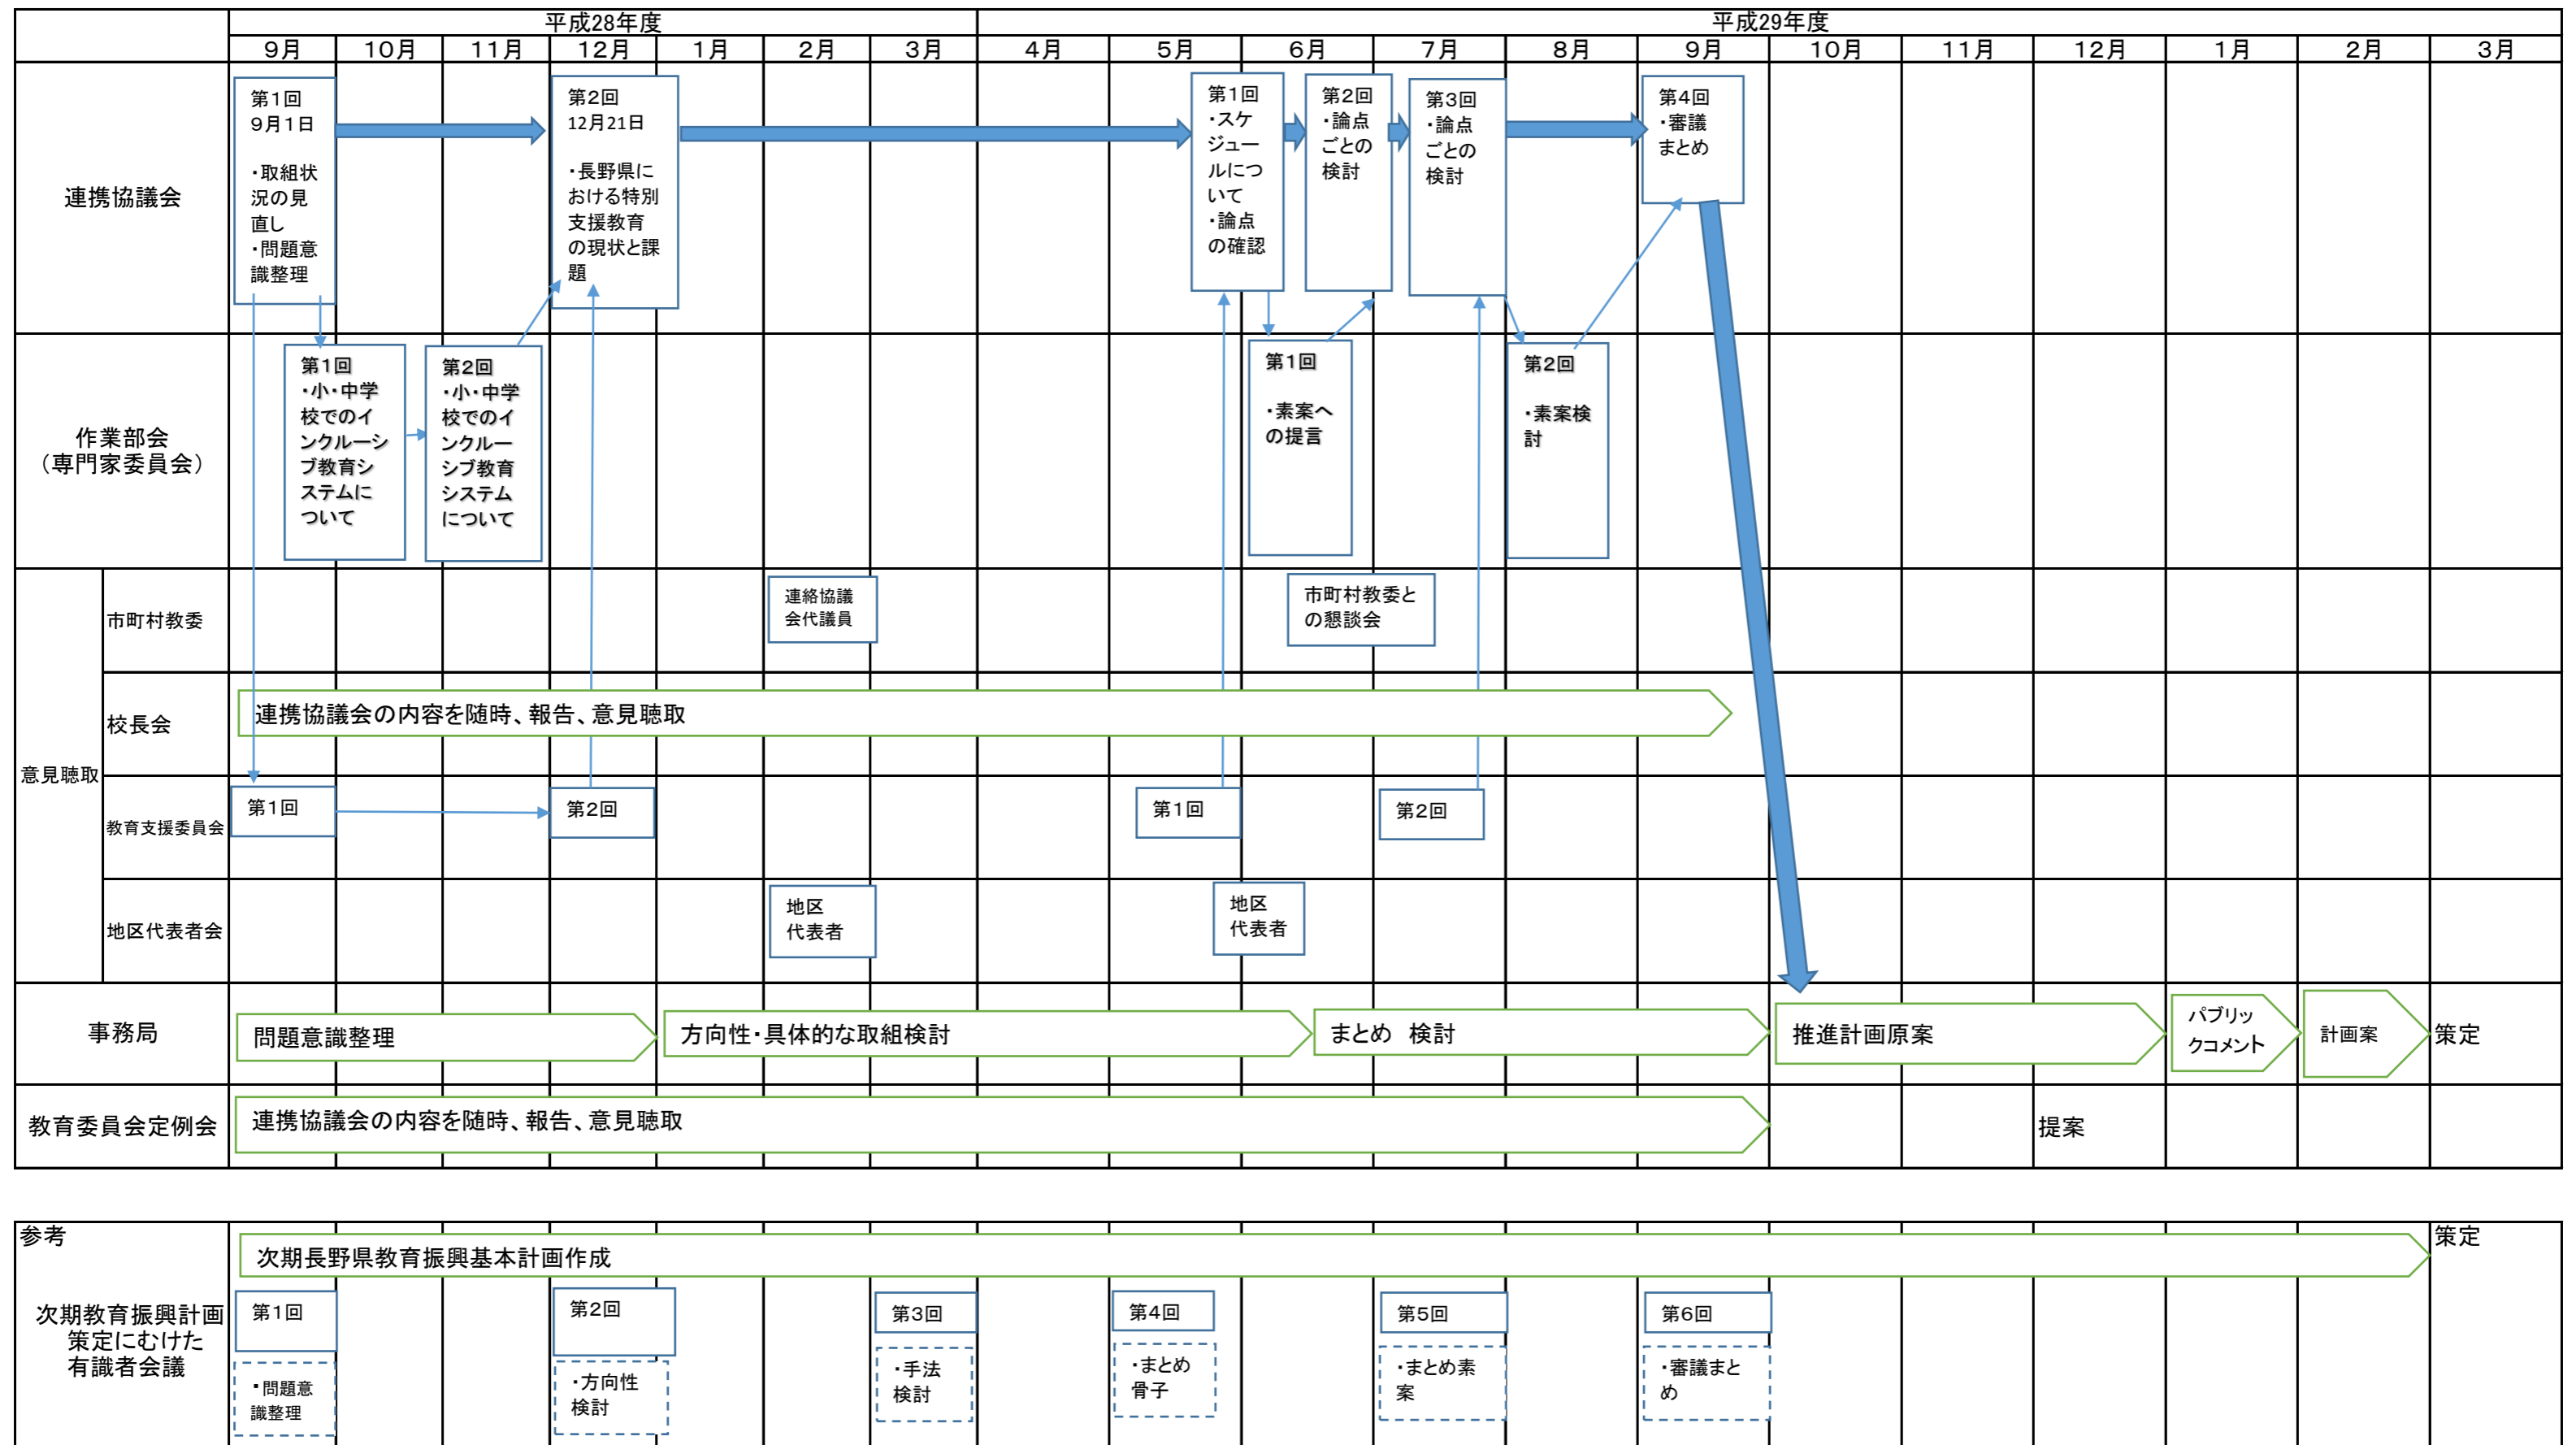 平成28年度
平成29年度
9月
10月
11月
12月
1月
2月
3月
4月
5月
6月
7月
8月
9月
10月
11月
12月
1月
2月
3月
連携協議会
第1回
9月1日
・取組状
況の見
直し
・問題意
識整理
第2回
12月21日
・長野県に
おける特別
支援教育
の現状と課
題
第1回
・スケ
ジュー
ルにつ
いて
・論点
の確認
第2回
・論点
ごとの
検討
第3回
・論点
ごとの
検討
第4回
・審議
まとめ
作業部会
（専門家委員会）
第1回
・小・中学
校でのイ
ンクルーシ
ブ教育シ
ステムに
ついて
第2回
・小・中学
校でのイ
ンクルー
シブ教育
システム
について
第1回
・素案へ
の提言
第2回
・素案検
討
意見聴取
市町村教委
連絡協議
会代議員
市町村教委と
の懇談会
校長会
連携協議会の内容を随時、報告、意見聴取
教育支援委員会
第1回
第2回
第1回
第2回
地区代表者会
地区
代表者
地区
代表者
事務局
問題意識整理
方向性・具体的な取組検討
まとめ　検討
推進計画原案
パブリッ
クコメント
計画案
策定
教育委員会定例会
連携協議会の内容を随時、報告、意見聴取
提案
参考
次期長野県教育振興基本計画作成
策定
次期教育振興計画
策定にむけた
有識者会議
第1回
・問題意
識整理
第2回
・方向性
検討
第3回
・手法
検討
第4回
・まとめ
骨子
第5回
・まとめ素
案
第6回
・審議まと
め